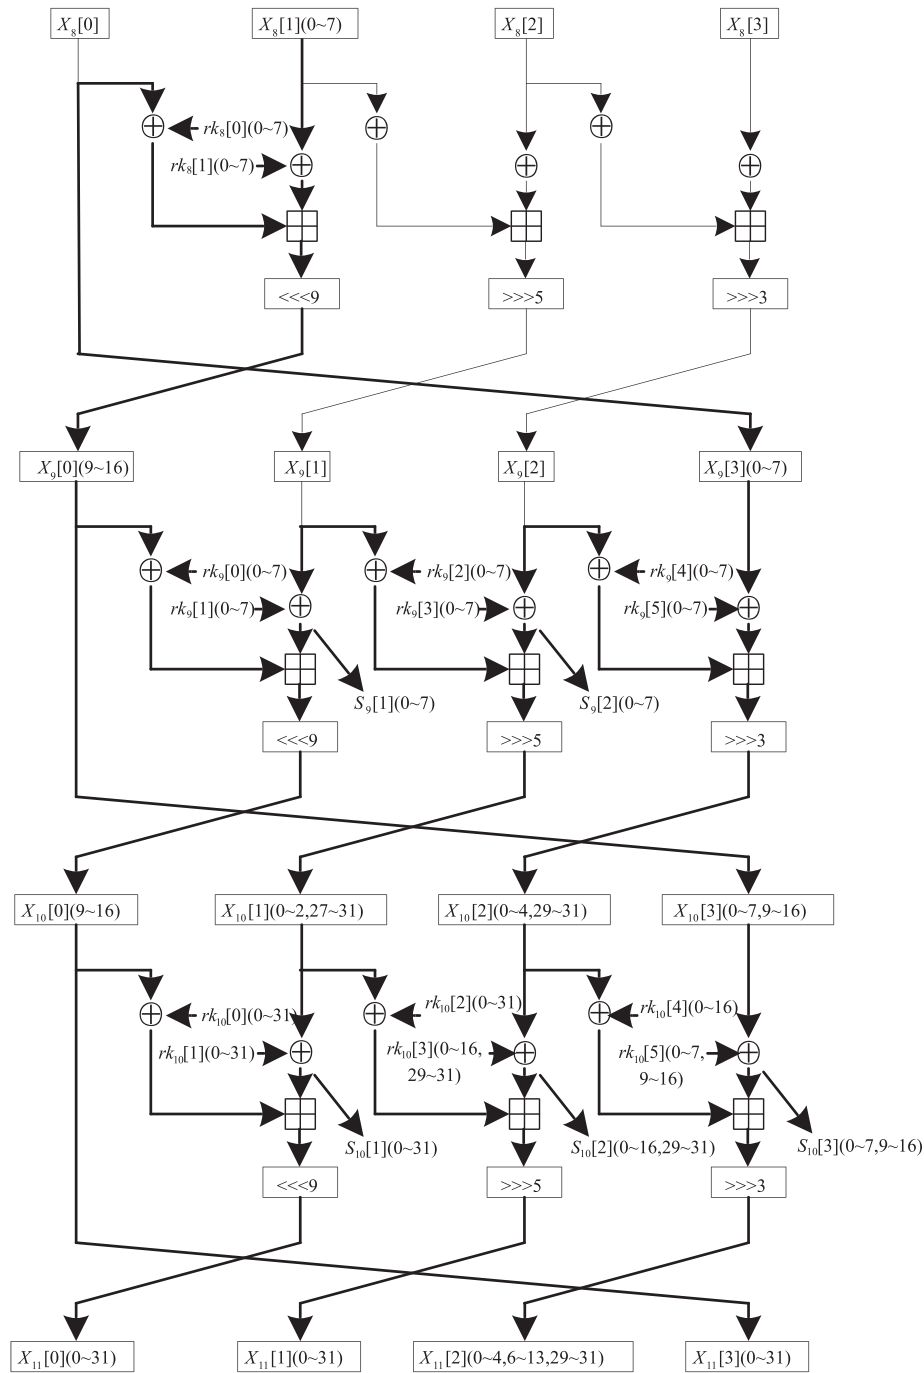 X₈[0] X₈[1](0~7) X₈[2] X₈[3]
rk₈[0](0~7)
rk₈[1](0~7)
<<<9 >>>5 >>>3
X₉[0](9~16) X₉[1] X₉[2] X₉[3](0~7)
rk₉[0](0~7) rk₉[2](0~7) rk₉[4](0~7)
rk₉[1](0~7) rk₉[3](0~7) rk₉[5](0~7)
S₉[1](0~7) S₉[2](0~7)
<<<9 >>>5 >>>3
X₁₀[0](9~16) X₁₀[1](0~2,27~31) X₁₀[2](0~4,29~31) X₁₀[3](0~7,9~16)
rk₁₀[0](0~31) rk₁₀[2](0~31) rk₁₀[4](0~16)
rk₁₀[1](0~31) rk₁₀[3](0~16, rk₁₀[5](0~7,
29~31) 9~16)
S₁₀[1](0~31) S₁₀[2](0~16,29~31) S₁₀[3](0~7,9~16)
<<<9 >>>5 >>>3
X₁₁[0](0~31) X₁₁[1](0~31) X₁₁[2](0~4,6~13,29~31) X₁₁[3](0~31)